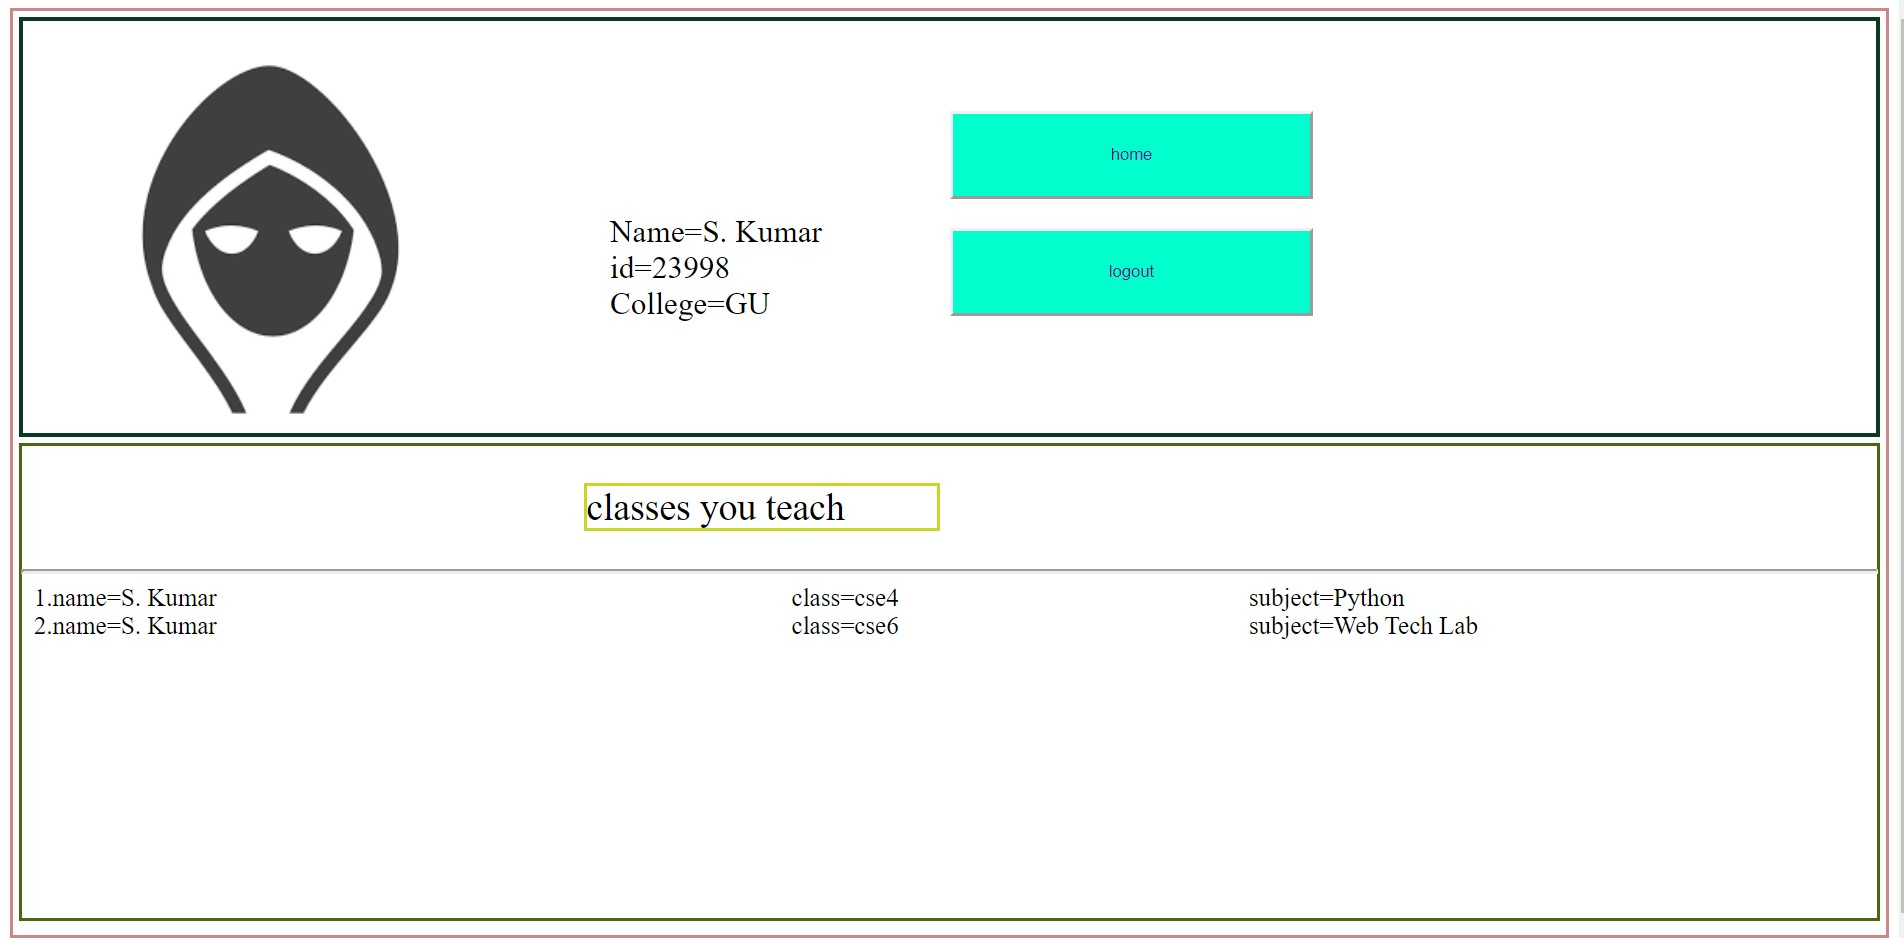 home
Name=S. Kumar
id=23998
College=GU
logout
classes you teach
1.name=S. Kumar class=cse4 subject=Python
2.name=S. Kumar class=cse6 subject=Web Tech Lab